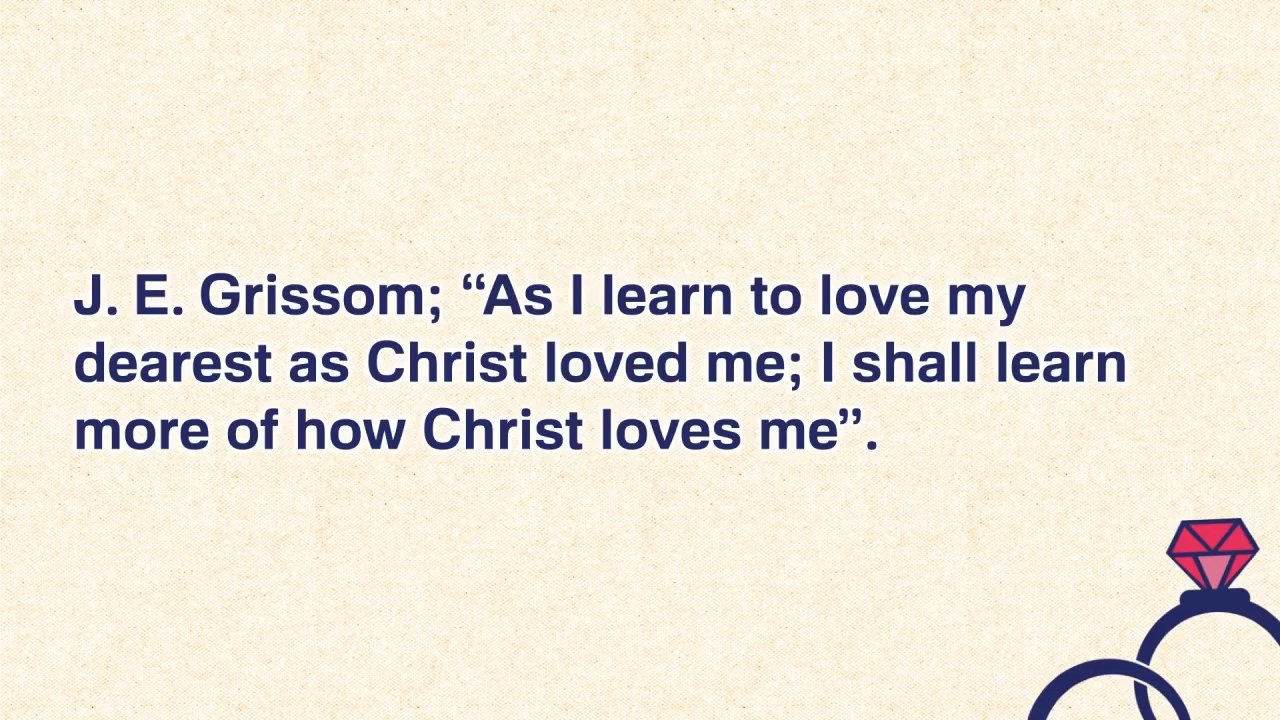 J. E. Grissom; “As I learn to love my
dearest as Christ loved me; I shall learn
more of how Christ loves me”.